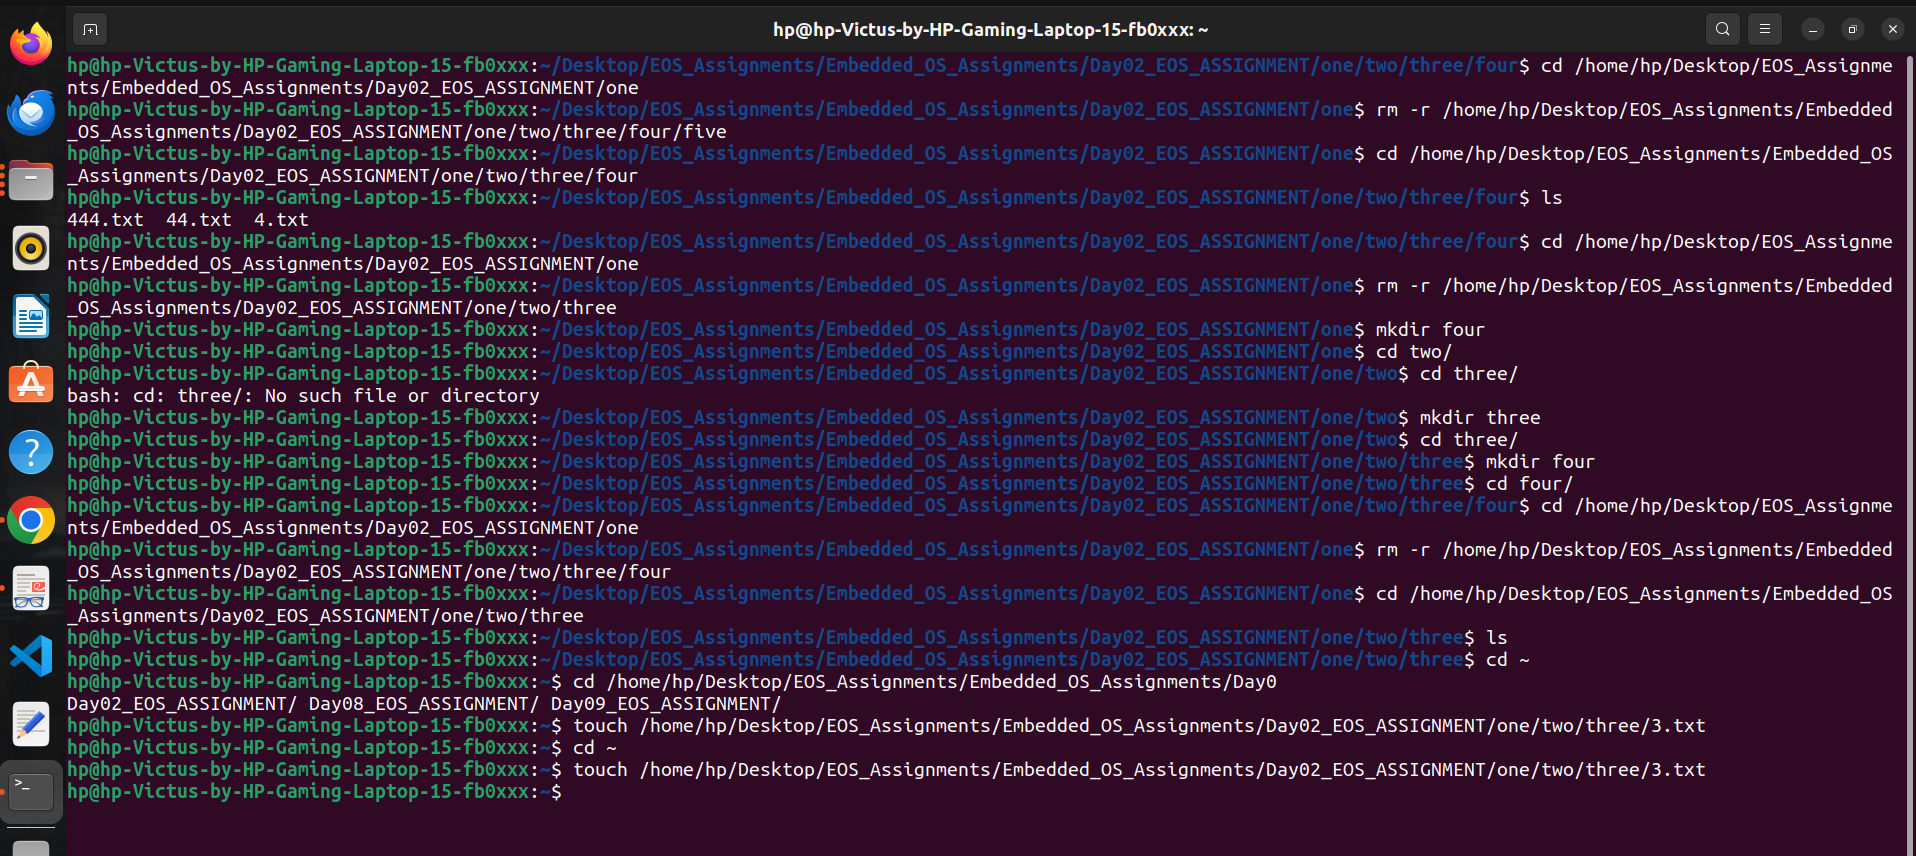 hp@hp-Victus-by-HP-Gaming-Laptop-15-fb0xxx: ~
hp@hp-Victus-by-HP-Gaming-Laptop-15-fb0xxx:~/Desktop/EOS_Assignments/Embedded_OS_Assignments/Day02_EOS_ASSIGNMENT/one/two/three/four$ cd /home/hp/Desktop/EOS_Assignme
nts/Embedded_OS_Assignments/Day02_EOS_ASSIGNMENT/one
hp@hp-Victus-by-HP-Gaming-Laptop-15-fb0xxx:~/Desktop/EOS_Assignments/Embedded_OS_Assignments/Day02_EOS_ASSIGNMENT/one$ rm -r /home/hp/Desktop/EOS_Assignments/Embedded
_OS_Assignments/Day02_EOS_ASSIGNMENT/one/two/three/four/five
hp@hp-Victus-by-HP-Gaming-Laptop-15-fb0xxx:~/Desktop/EOS_Assignments/Embedded_OS_Assignments/Day02_EOS_ASSIGNMENT/one$ cd /home/hp/Desktop/EOS_Assignments/Embedded_OS
_Assignments/Day02_EOS_ASSIGNMENT/one/two/three/four
hp@hp-Victus-by-HP-Gaming-Laptop-15-fb0xxx:~/Desktop/EOS_Assignments/Embedded_OS_Assignments/Day02_EOS_ASSIGNMENT/one/two/three/four$ ls
444.txt  44.txt  4.txt
hp@hp-Victus-by-HP-Gaming-Laptop-15-fb0xxx:~/Desktop/EOS_Assignments/Embedded_OS_Assignments/Day02_EOS_ASSIGNMENT/one/two/three/four$ cd /home/hp/Desktop/EOS_Assignme
nts/Embedded_OS_Assignments/Day02_EOS_ASSIGNMENT/one
hp@hp-Victus-by-HP-Gaming-Laptop-15-fb0xxx:~/Desktop/EOS_Assignments/Embedded_OS_Assignments/Day02_EOS_ASSIGNMENT/one$ rm -r /home/hp/Desktop/EOS_Assignments/Embedded
_OS_Assignments/Day02_EOS_ASSIGNMENT/one/two/three
hp@hp-Victus-by-HP-Gaming-Laptop-15-fb0xxx:~/Desktop/EOS_Assignments/Embedded_OS_Assignments/Day02_EOS_ASSIGNMENT/one$ mkdir four
hp@hp-Victus-by-HP-Gaming-Laptop-15-fb0xxx:~/Desktop/EOS_Assignments/Embedded_OS_Assignments/Day02_EOS_ASSIGNMENT/one$ cd two/
hp@hp-Victus-by-HP-Gaming-Laptop-15-fb0xxx:~/Desktop/EOS_Assignments/Embedded_OS_Assignments/Day02_EOS_ASSIGNMENT/one/two$ cd three/
bash: cd: three/: No such file or directory
hp@hp-Victus-by-HP-Gaming-Laptop-15-fb0xxx:~/Desktop/EOS_Assignments/Embedded_OS_Assignments/Day02_EOS_ASSIGNMENT/one/two$ mkdir three
hp@hp-Victus-by-HP-Gaming-Laptop-15-fb0xxx:~/Desktop/EOS_Assignments/Embedded_OS_Assignments/Day02_EOS_ASSIGNMENT/one/two$ cd three/
hp@hp-Victus-by-HP-Gaming-Laptop-15-fb0xxx:~/Desktop/EOS_Assignments/Embedded_OS_Assignments/Day02_EOS_ASSIGNMENT/one/two/three$ mkdir four
hp@hp-Victus-by-HP-Gaming-Laptop-15-fb0xxx:~/Desktop/EOS_Assignments/Embedded_OS_Assignments/Day02_EOS_ASSIGNMENT/one/two/three$ cd four/
hp@hp-Victus-by-HP-Gaming-Laptop-15-fb0xxx:~/Desktop/EOS_Assignments/Embedded_OS_Assignments/Day02_EOS_ASSIGNMENT/one/two/three/four$ cd /home/hp/Desktop/EOS_Assignme
nts/Embedded_OS_Assignments/Day02_EOS_ASSIGNMENT/one
hp@hp-Victus-by-HP-Gaming-Laptop-15-fb0xxx:~/Desktop/EOS_Assignments/Embedded_OS_Assignments/Day02_EOS_ASSIGNMENT/one$ rm -r /home/hp/Desktop/EOS_Assignments/Embedded
_OS_Assignments/Day02_EOS_ASSIGNMENT/one/two/three/four
hp@hp-Victus-by-HP-Gaming-Laptop-15-fb0xxx:~/Desktop/EOS_Assignments/Embedded_OS_Assignments/Day02_EOS_ASSIGNMENT/one$ cd /home/hp/Desktop/EOS_Assignments/Embedded_OS
_Assignments/Day02_EOS_ASSIGNMENT/one/two/three
hp@hp-Victus-by-HP-Gaming-Laptop-15-fb0xxx:~/Desktop/EOS_Assignments/Embedded_OS_Assignments/Day02_EOS_ASSIGNMENT/one/two/three$ ls
hp@hp-Victus-by-HP-Gaming-Laptop-15-fb0xxx:~/Desktop/EOS_Assignments/Embedded_OS_Assignments/Day02_EOS_ASSIGNMENT/one/two/three$ cd ~
hp@hp-Victus-by-HP-Gaming-Laptop-15-fb0xxx:~$ cd /home/hp/Desktop/EOS_Assignments/Embedded_OS_Assignments/Day0
Day02_EOS_ASSIGNMENT/ Day08_EOS_ASSIGNMENT/ Day09_EOS_ASSIGNMENT/
hp@hp-Victus-by-HP-Gaming-Laptop-15-fb0xxx:~$ touch /home/hp/Desktop/EOS_Assignments/Embedded_OS_Assignments/Day02_EOS_ASSIGNMENT/one/two/three/3.txt
hp@hp-Victus-by-HP-Gaming-Laptop-15-fb0xxx:~$ cd ~
hp@hp-Victus-by-HP-Gaming-Laptop-15-fb0xxx:~$ touch /home/hp/Desktop/EOS_Assignments/Embedded_OS_Assignments/Day02_EOS_ASSIGNMENT/one/two/three/3.txt
hp@hp-Victus-by-HP-Gaming-Laptop-15-fb0xxx:~$